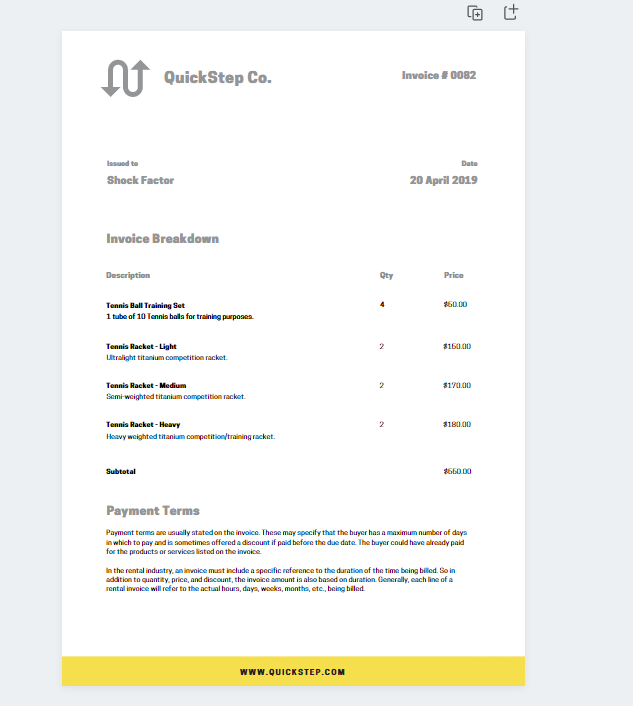 QuickStep Co.
Invoice # 0082
Issued to
Date
Shock Factor
20 April 2019
Invoice Breakdown
Description Qty Price
Tennis Ball Training Set 4 $50.00
1 tube of 10 Tennis balls for training purposes.
Tennis Racket - Light 2 $150.00
Ultralight titanium competition racket.
Tennis Racket - Medium 2 $170.00
Semi-weighted titanium competition racket.
Tennis Racket - Heavy 2 $180.00
Heavy weighted titanium competition/training racket.
Subtotal $550.00
Payment Terms
Payment terms are usually stated on the invoice. These may specify that the buyer has a maximum number of days
in which to pay and is sometimes offered a discount if paid before the due date. The buyer could have already paid
for the products or services listed on the invoice.
In the rental industry, an invoice must include a specific reference to the duration of the time being billed. So in
addition to quantity, price, and discount, the invoice amount is also based on duration. Generally, each line of a
rental invoice will refer to the actual hours, days, weeks, months, etc., being billed.
WWW.QUICKSTEP.COM